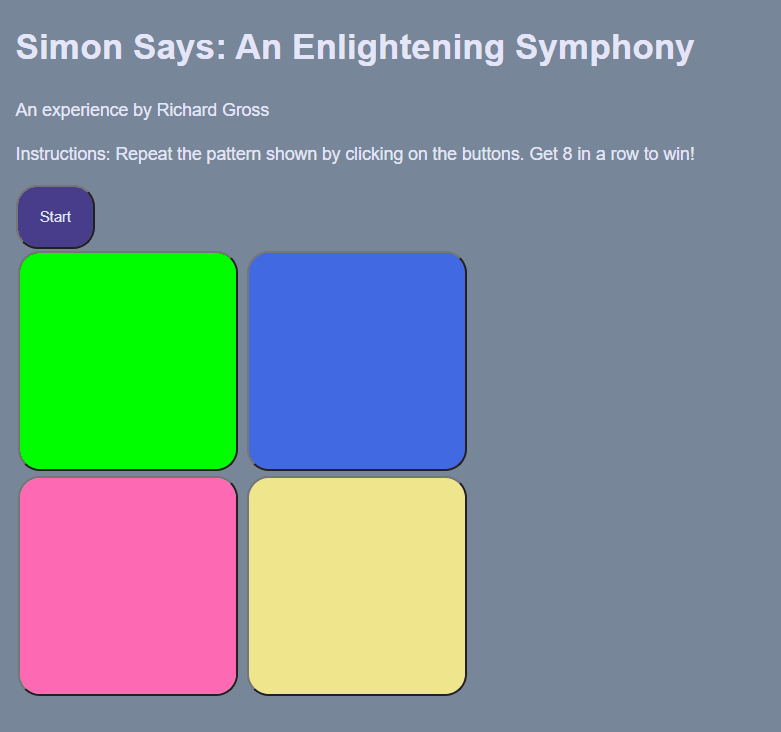 Simon Says: An Enlightening Symphony
An experience by Richard Gross
Instructions: Repeat the pattern shown by clicking on the buttons. Get 8 in a row to win!
Start